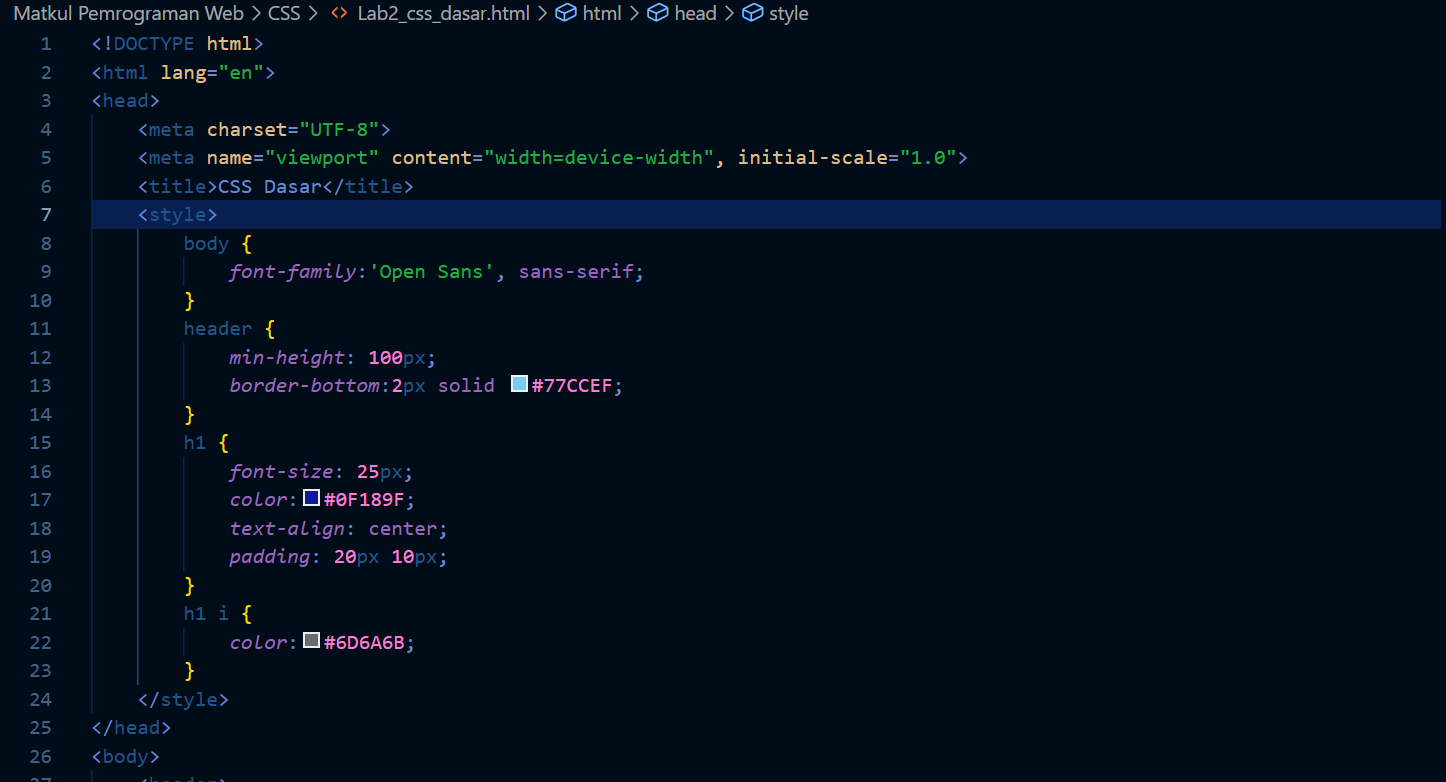 Matkul Pemrograman Web > CSS > <> Lab2_css_dasar.html > html > head > style
1 <!DOCTYPE html>
2 <html lang="en">
3 <head>
4     <meta charset="UTF-8">
5     <meta name="viewport" content="width=device-width", initial-scale="1.0">
6     <title>CSS Dasar</title>
7     <style>
8         body {
9             font-family:'Open Sans', sans-serif;
10         }
11         header {
12             min-height: 100px;
13             border-bottom:2px solid #77CCEF;
14         }
15         h1 {
16             font-size: 25px;
17             color:#0F189F;
18             text-align: center;
19             padding: 20px 10px;
20         }
21         h1 i {
22             color:#6D6A6B;
23         }
24     </style>
25 </head>
26 <body>
27     <header>